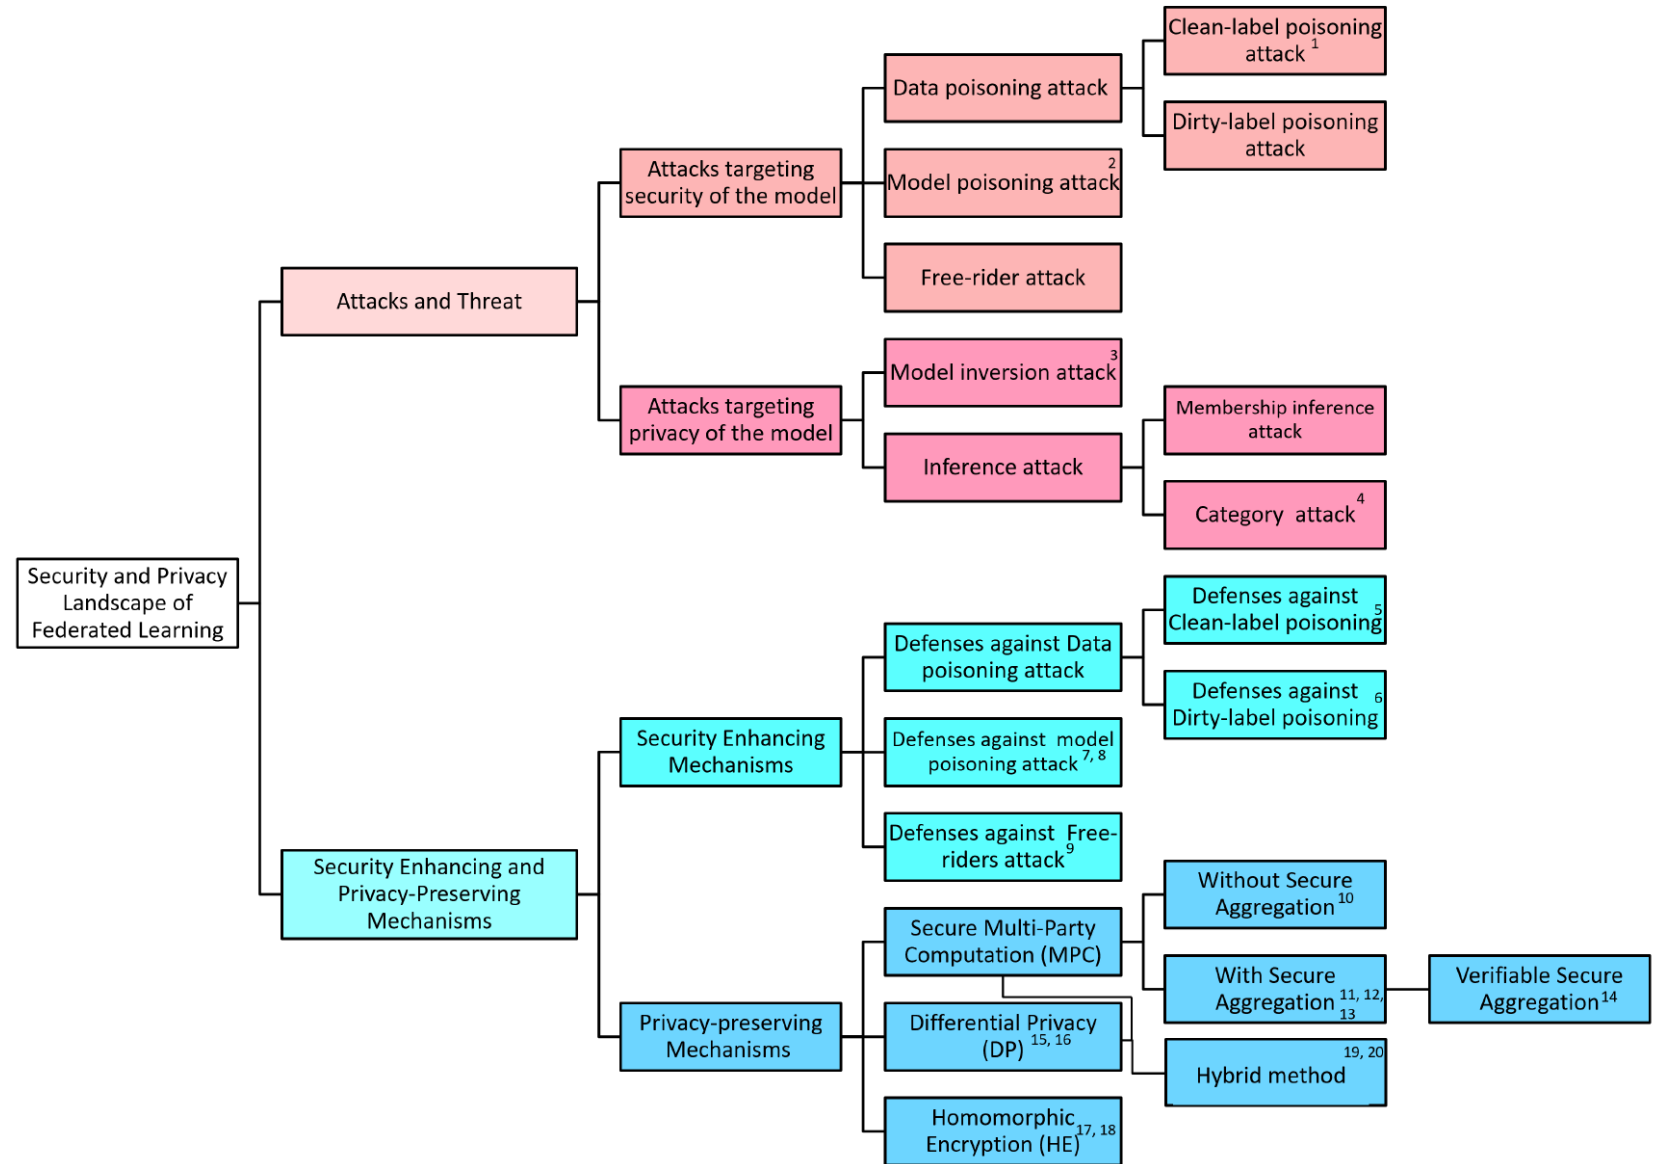 Clean-label poisoning
attack 1
Data poisoning attack
Dirty-label poisoning
attack
Attacks targeting
security of the model
Model poisoning attack 2
Free-rider attack
Attacks and Threat
Model inversion attack 3
Attacks targeting
privacy of the model
Membership inference
attack
Inference attack
Category attack 4
Security and Privacy
Landscape of
Federated Learning
Defenses against
Clean-label poisoning 5
Defenses against Data
poisoning attack
Defenses against
Dirty-label poisoning 6
Security Enhancing
Mechanisms
Defenses against model
poisoning attack 7, 8
Defenses against Free-
riders attack 9
Security Enhancing and
Privacy-Preserving
Mechanisms
Without Secure
Aggregation 10
Secure Multi-Party
Computation (MPC)
With Secure
Aggregation 11, 12,
13
Verifiable Secure
Aggregation 14
Privacy-preserving
Mechanisms
Differential Privacy
(DP) 15, 16
19, 20
Hybrid method
Homomorphic
Encryption (HE) 17, 18